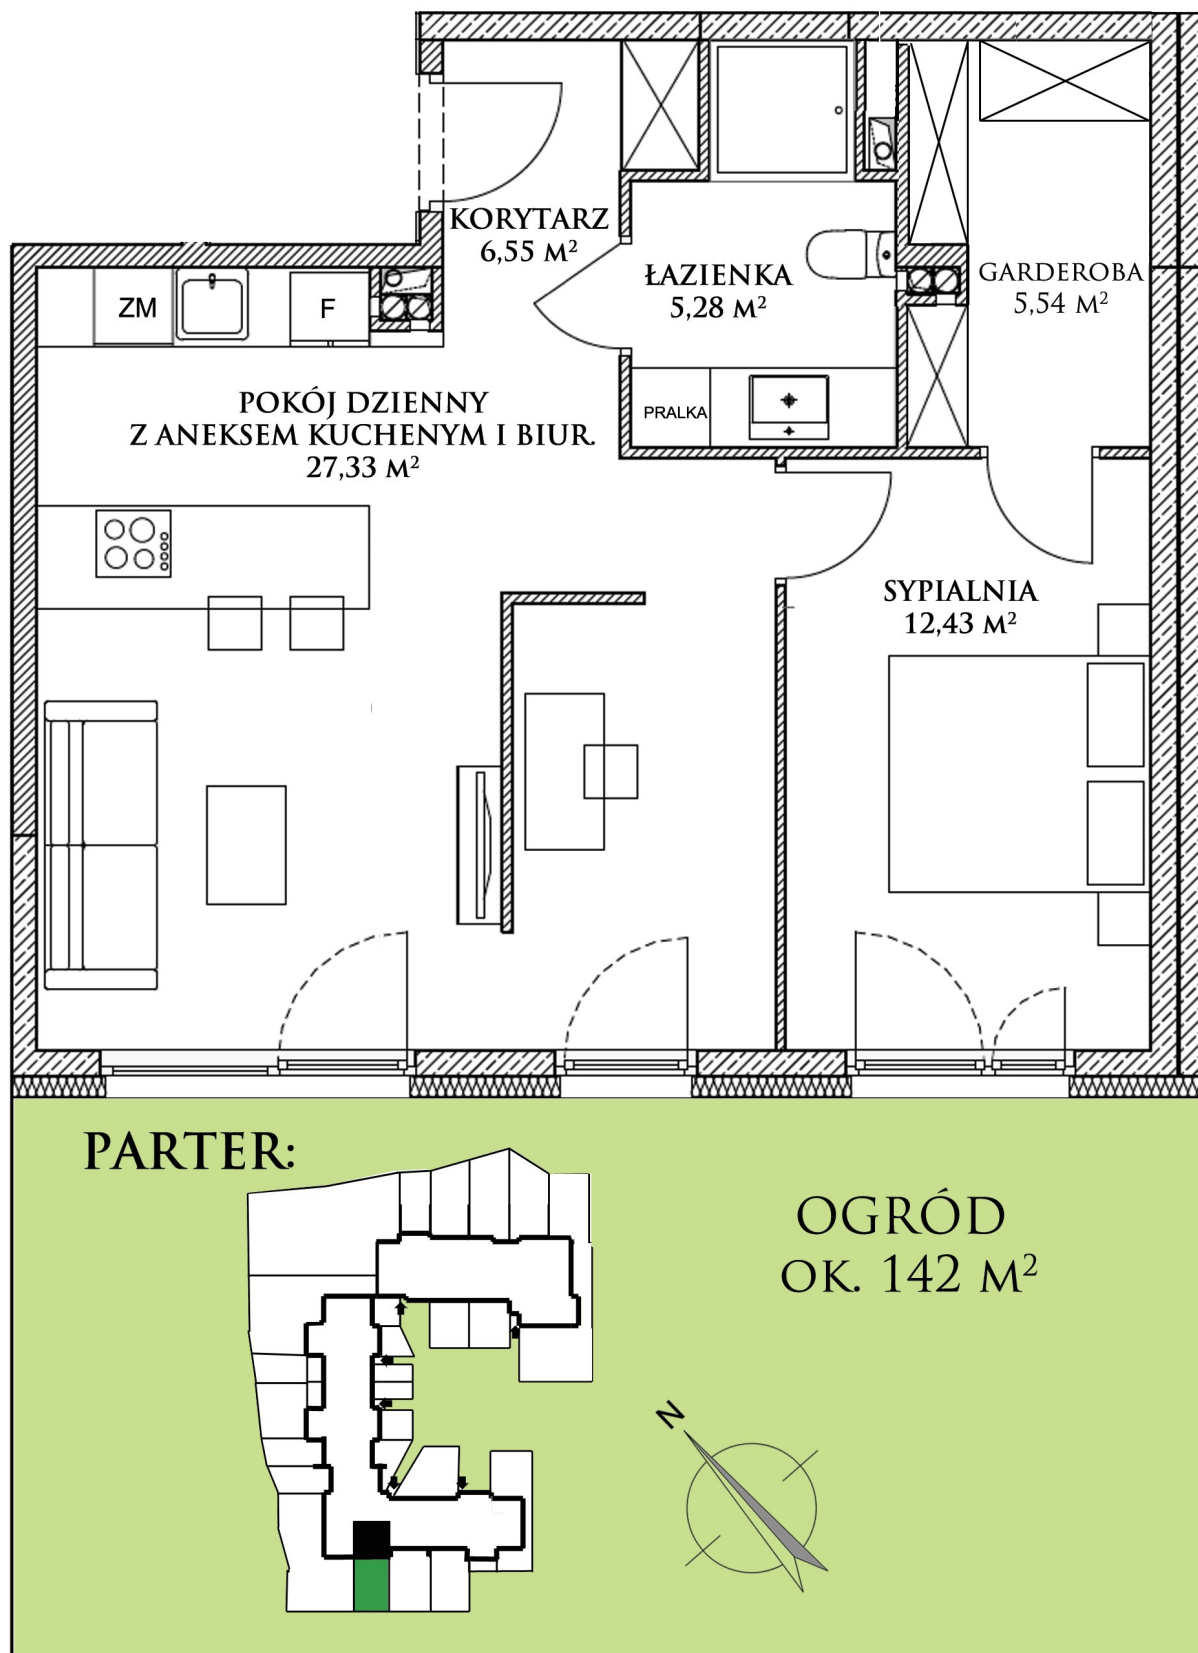 KORYTARZ
6,55 M²
ŁAZIENKA
5,28 M²
GARDEROBA
5,54 M²
ZM
F
PRALKA
POKÓJ DZIENNY
Z ANEKSEM KUCHENYM I BIUR.
27,33 M²
SYPIALNIA
12,43 M²
PARTER:
OGRÓD
OK. 142 M²
N